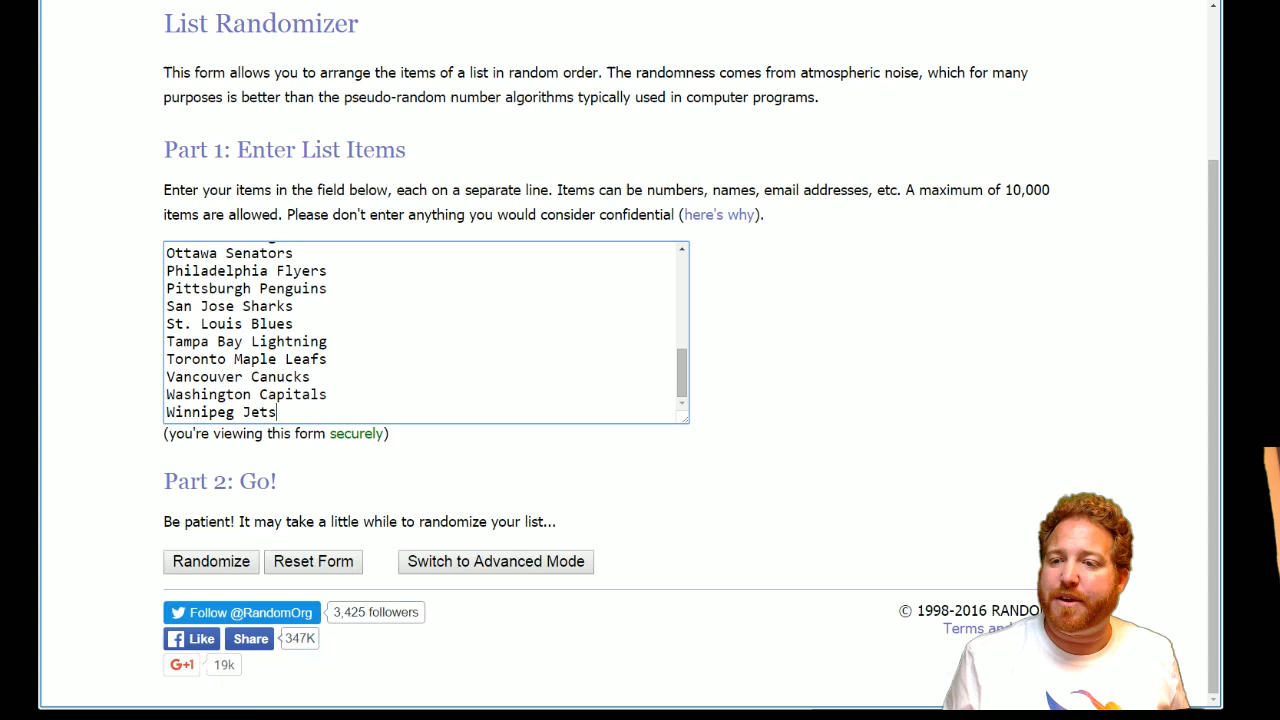 List Randomizer
This form allows you to arrange the items of a list in random order. The randomness comes from atmospheric noise, which for many
purposes is better than the pseudo-random number algorithms typically used in computer programs.
Part 1: Enter List Items
Enter your items in the field below, each on a separate line. Items can be numbers, names, email addresses, etc. A maximum of 10,000
items are allowed. Please don't enter anything you would consider confidential (here's why).
Ottawa Senators
Philadelphia Flyers
Pittsburgh Penguins
San Jose Sharks
St. Louis Blues
Tampa Bay Lightning
Toronto Maple Leafs
Vancouver Canucks
Washington Capitals
Winnipeg Jets
(you're viewing this form securely)
Part 2: Go!
Be patient! It may take a little while to randomize your list...
Randomize Reset Form Switch to Advanced Mode
Follow @RandomOrg 3,425 followers
© 1998-2016 RANDO
Like Share 347K
Terms an
G+1 19k